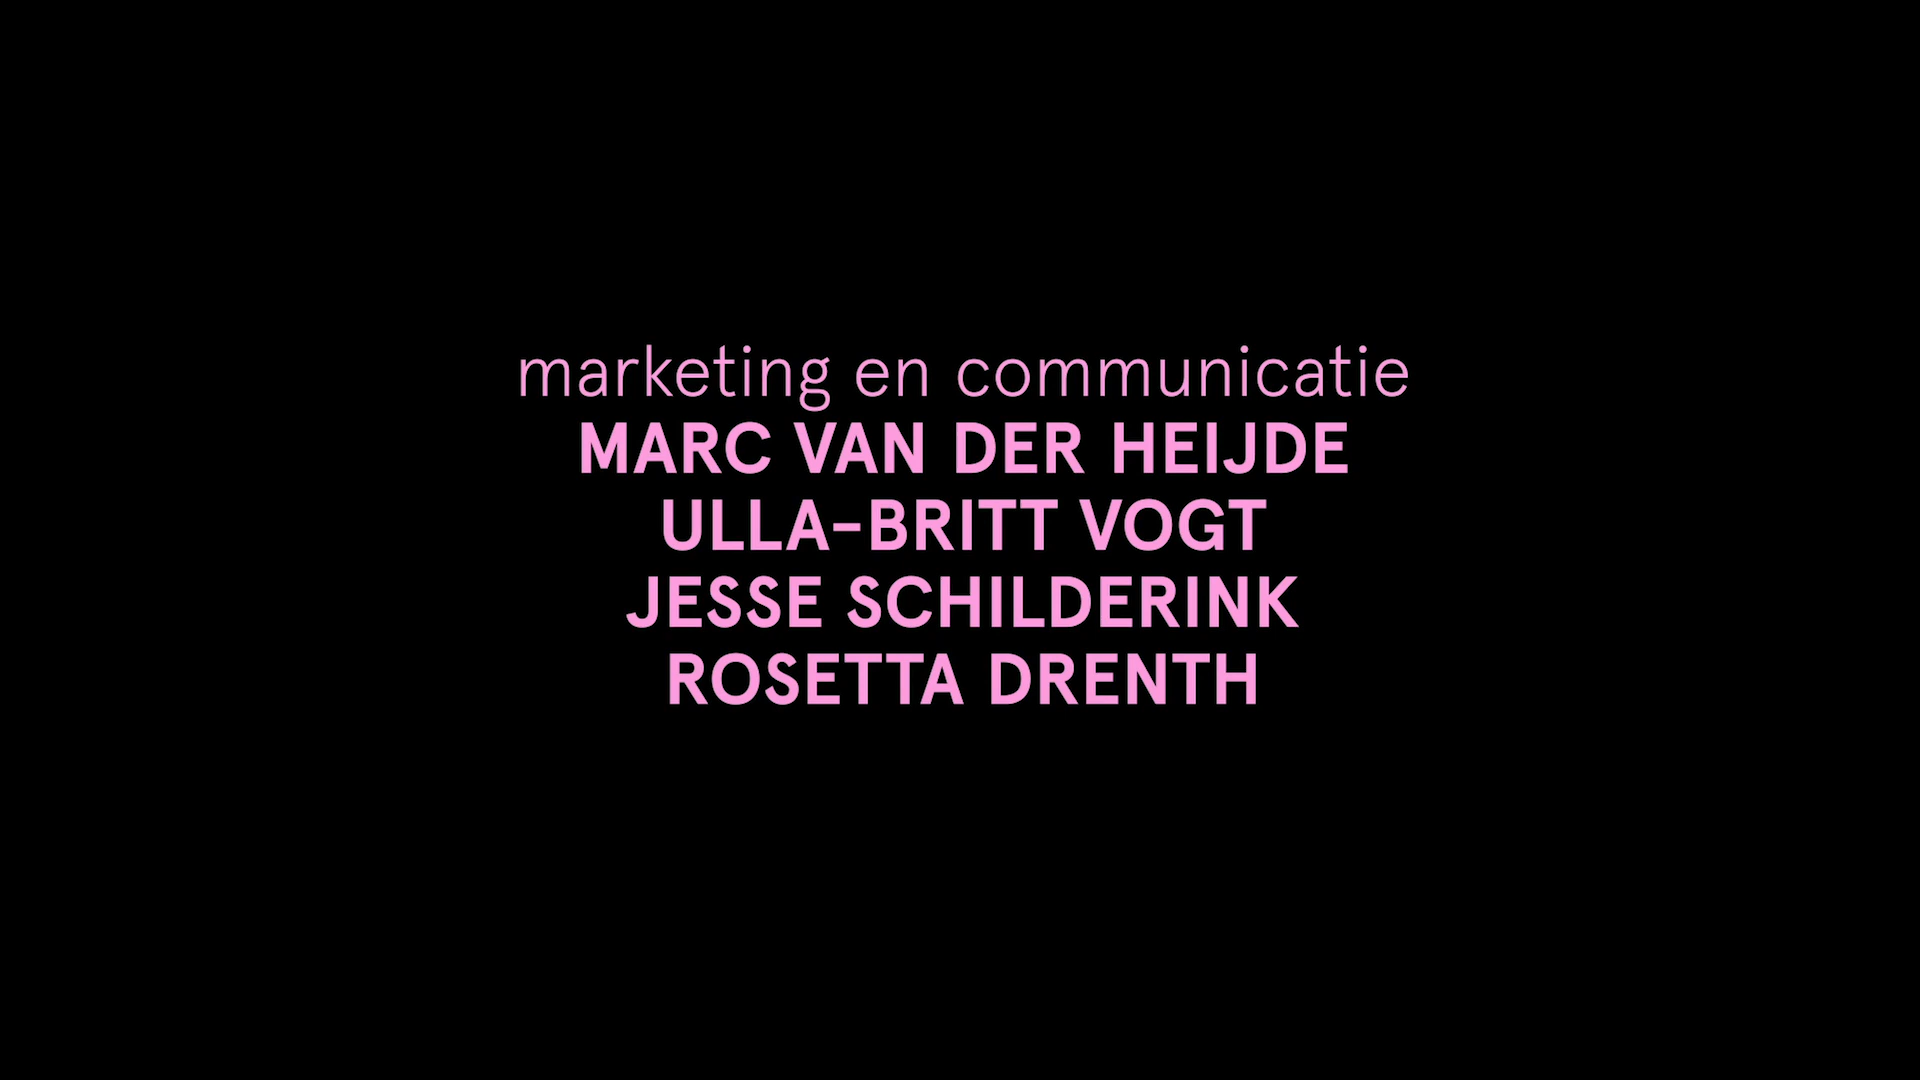 marketing en communicatie
MARC VAN DER HEIJDE
ULLA-BRITT VOGT
JESSE SCHILDERINK
ROSETTA DRENTH